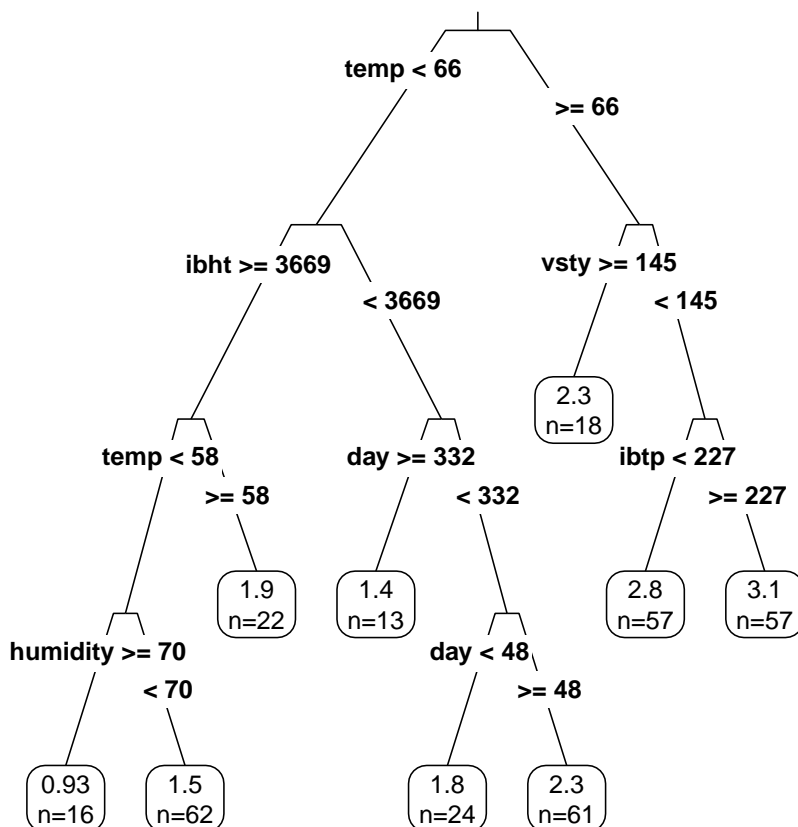 temp < 66
>= 66
ibht >= 3669
< 3669
vsty >= 145
< 145
2.3
n=18
temp < 58
>= 58
day >= 332
< 332
ibtp < 227
>= 227
1.9
n=22
1.4
n=13
2.8
n=57
3.1
n=57
humidity >= 70
< 70
day < 48
>= 48
0.93
n=16
1.5
n=62
1.8
n=24
2.3
n=61